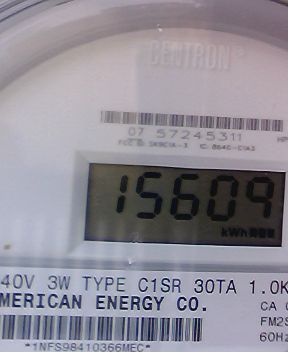 CENTRON®
07 57245311
15609
kWh
40V 3W TYPE C1SR 30TA 1.0K
MERICAN ENERGY CO.
CA
FM2S
60Hz
*1NFS98410366MEC*